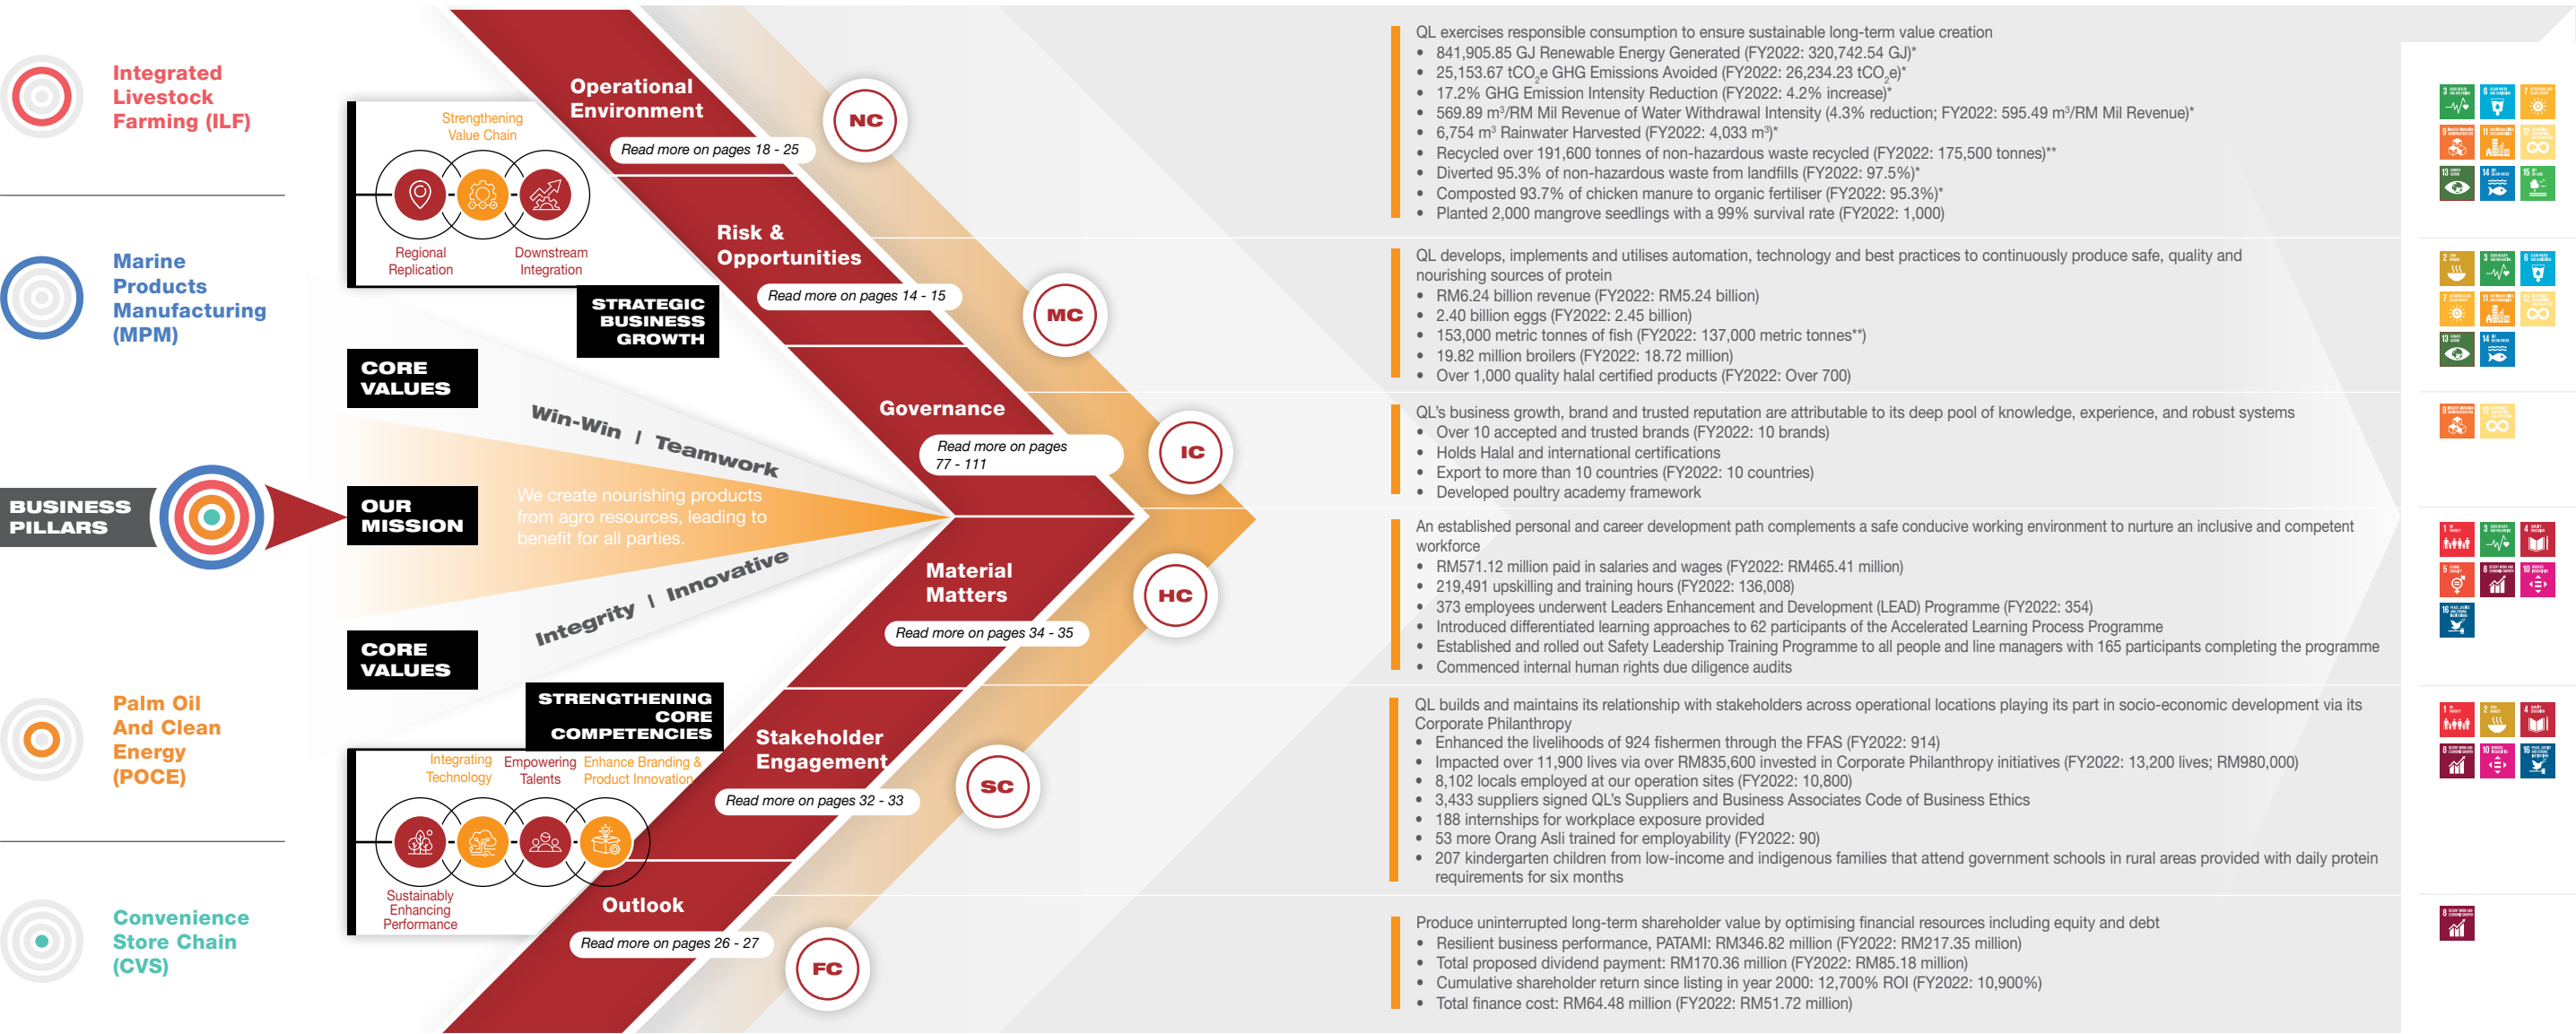 Integrated
Livestock
Farming (ILF)
Marine
Products
Manufacturing
(MPM)
BUSINESS
PILLARS
Palm Oil
And Clean
Energy
(POCE)
Convenience
Store Chain
(CVS)
Strengthening
Value Chain
Regional
Replication
Downstream
Integration
STRATEGIC
BUSINESS
GROWTH
CORE
VALUES
Win-Win | Teamwork
OUR
MISSION
We create nourishing products
from agro resources, leading to
benefit for all parties.
Integrity | Innovative
CORE
VALUES
STRENGTHENING
CORE
COMPETENCIES
Integrating
Technology
Empowering
Talents
Enhance Branding &
Product Innovation
Sustainably
Enhancing
Performance
Operational
Environment
Read more on pages 18 - 25
Risk &
Opportunities
Read more on pages 14 - 15
Governance
Read more on pages
77 - 111
Material
Matters
Read more on pages 34 - 35
Stakeholder
Engagement
Read more on pages 32 - 33
Outlook
Read more on pages 26 - 27
NC
MC
IC
HC
SC
FC
QL exercises responsible consumption to ensure sustainable long-term value creation
• 841,905.85 GJ Renewable Energy Generated (FY2022: 320,742.54 GJ)*
• 25,153.67 tCO₂e GHG Emissions Avoided (FY2022: 26,234.23 tCO₂e)*
• 17.2% GHG Emission Intensity Reduction (FY2022: 4.2% increase)*
• 569.89 m³/RM Mil Revenue of Water Withdrawal Intensity (4.3% reduction; FY2022: 595.49 m³/RM Mil Revenue)*
• 6,754 m³ Rainwater Harvested (FY2022: 4,033 m³)*
• Recycled over 191,600 tonnes of non-hazardous waste recycled (FY2022: 175,500 tonnes)**
• Diverted 95.3% of non-hazardous waste from landfills (FY2022: 97.5%)*
• Composted 93.7% of chicken manure to organic fertiliser (FY2022: 95.3%)*
• Planted 2,000 mangrove seedlings with a 99% survival rate (FY2022: 1,000)
QL develops, implements and utilises automation, technology and best practices to continuously produce safe, quality and
nourishing sources of protein
• RM6.24 billion revenue (FY2022: RM5.24 billion)
• 2.40 billion eggs (FY2022: 2.45 billion)
• 153,000 metric tonnes of fish (FY2022: 137,000 metric tonnes**)
• 19.82 million broilers (FY2022: 18.72 million)
• Over 1,000 quality halal certified products (FY2022: Over 700)
QL's business growth, brand and trusted reputation are attributable to its deep pool of knowledge, experience, and robust systems
• Over 10 accepted and trusted brands (FY2022: 10 brands)
• Holds Halal and international certifications
• Export to more than 10 countries (FY2022: 10 countries)
• Developed poultry academy framework
An established personal and career development path complements a safe conducive working environment to nurture an inclusive and competent
workforce
• RM571.12 million paid in salaries and wages (FY2022: RM465.41 million)
• 219,491 upskilling and training hours (FY2022: 136,008)
• 373 employees underwent Leaders Enhancement and Development (LEAD) Programme (FY2022: 354)
• Introduced differentiated learning approaches to 62 participants of the Accelerated Learning Process Programme
• Established and rolled out Safety Leadership Training Programme to all people and line managers with 165 participants completing the programme
• Commenced internal human rights due diligence audits
QL builds and maintains its relationship with stakeholders across operational locations playing its part in socio-economic development via its
Corporate Philanthropy
• Enhanced the livelihoods of 924 fishermen through the FFAS (FY2022: 914)
• Impacted over 11,900 lives via over RM835,600 invested in Corporate Philanthropy initiatives (FY2022: 13,200 lives; RM980,000)
• 8,102 locals employed at our operation sites (FY2022: 10,800)
• 3,433 suppliers signed QL's Suppliers and Business Associates Code of Business Ethics
• 188 internships for workplace exposure provided
• 53 more Orang Asli trained for employability (FY2022: 90)
• 207 kindergarten children from low-income and indigenous families that attend government schools in rural areas provided with daily protein
requirements for six months
Produce uninterrupted long-term shareholder value by optimising financial resources including equity and debt
• Resilient business performance, PATAMI: RM346.82 million (FY2022: RM217.35 million)
• Total proposed dividend payment: RM170.36 million (FY2022: RM85.18 million)
• Cumulative shareholder return since listing in year 2000: 12,700% ROI (FY2022: 10,900%)
• Total finance cost: RM64.48 million (FY2022: RM51.72 million)